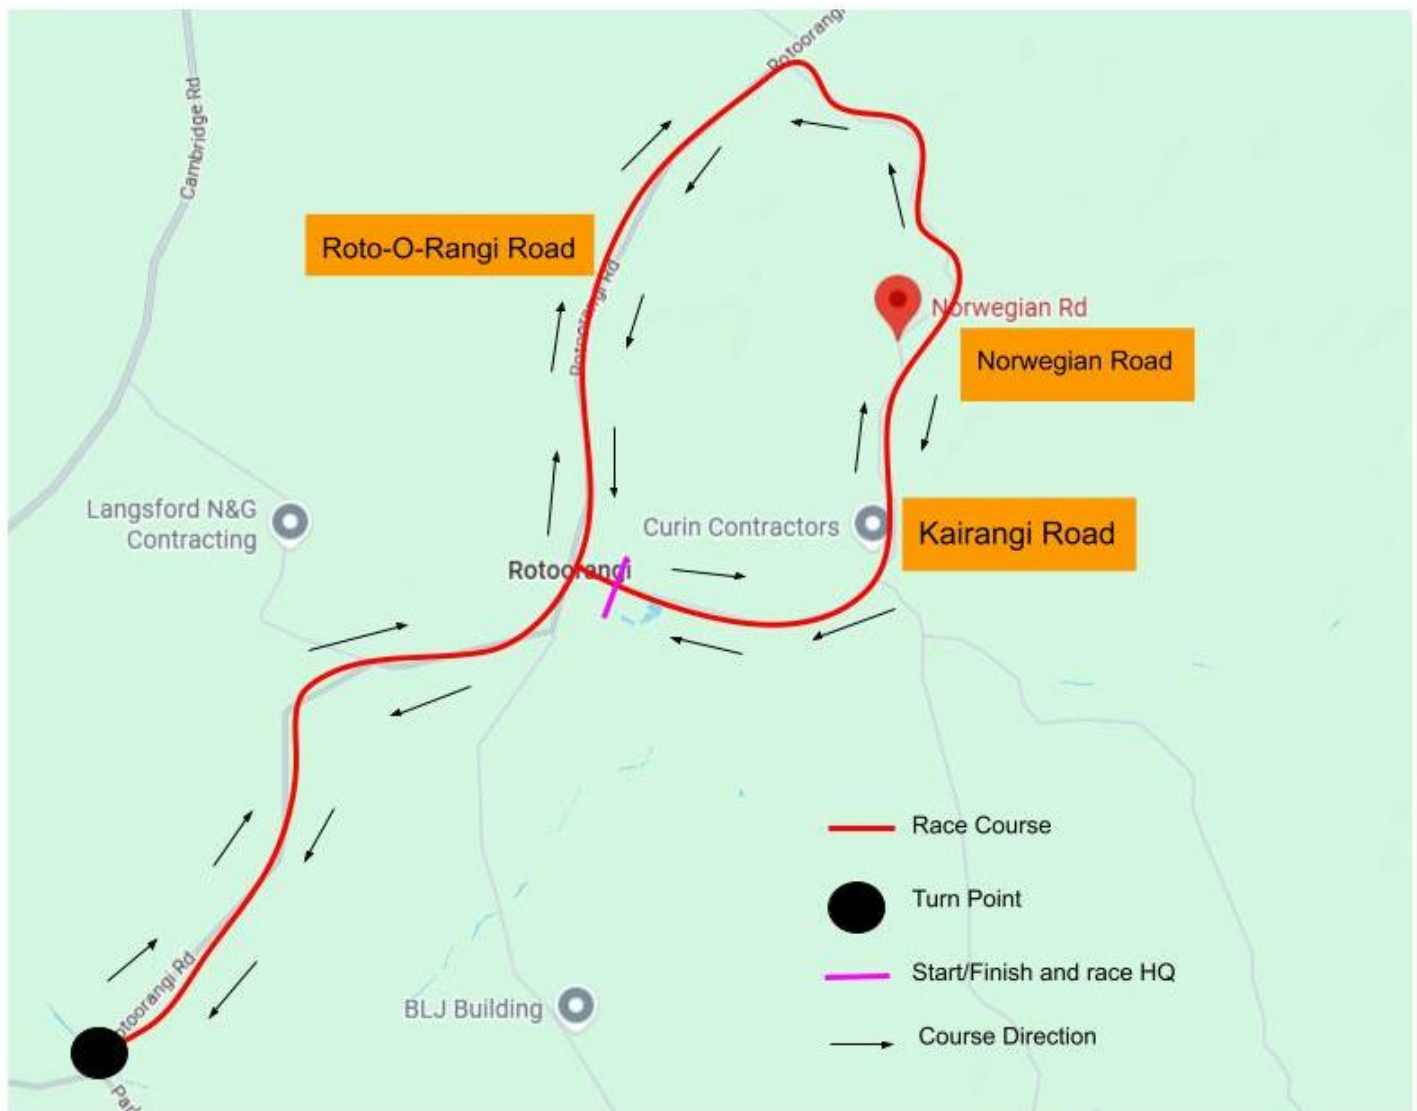 Rotoorangi
Cambridge Rd
Roto-O-Rangi Road
Rotoorangi Rd
Norwegian Rd
Norwegian Road
Langsford N&G
Contracting
Curin Contractors
Kairangi Road
Rotoorangi
Race Course
Turn Point
Rotoorangi Rd
Start/Finish and race HQ
BLJ Building
Course Direction